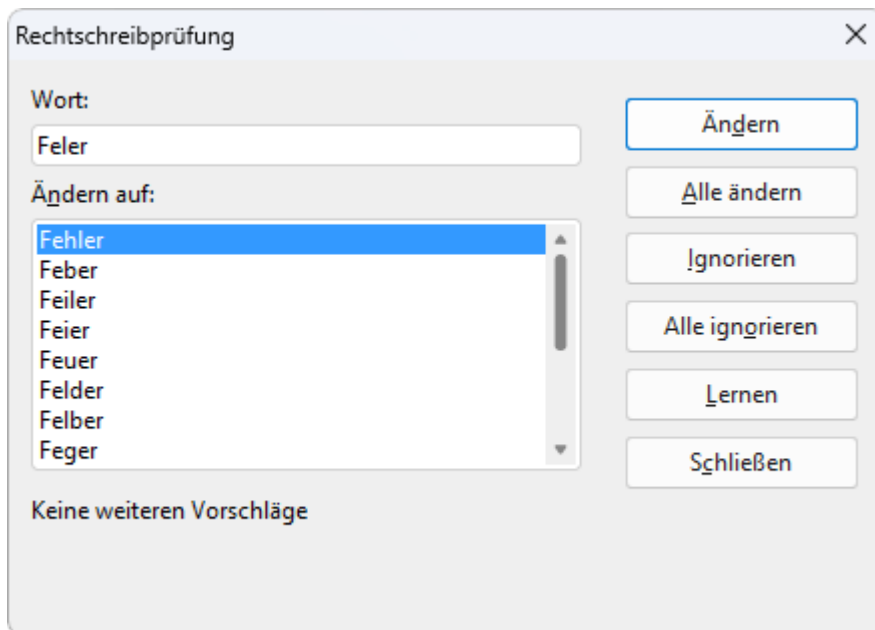 Rechtschreibprüfung
Wort:
Feler
Ändern auf:
Fehler
Feber
Feiler
Feier
Feuer
Felder
Felber
Feger
Keine weiteren Vorschläge
Ändern
Alle ändern
Ignorieren
Alle ignorieren
Lernen
Schließen